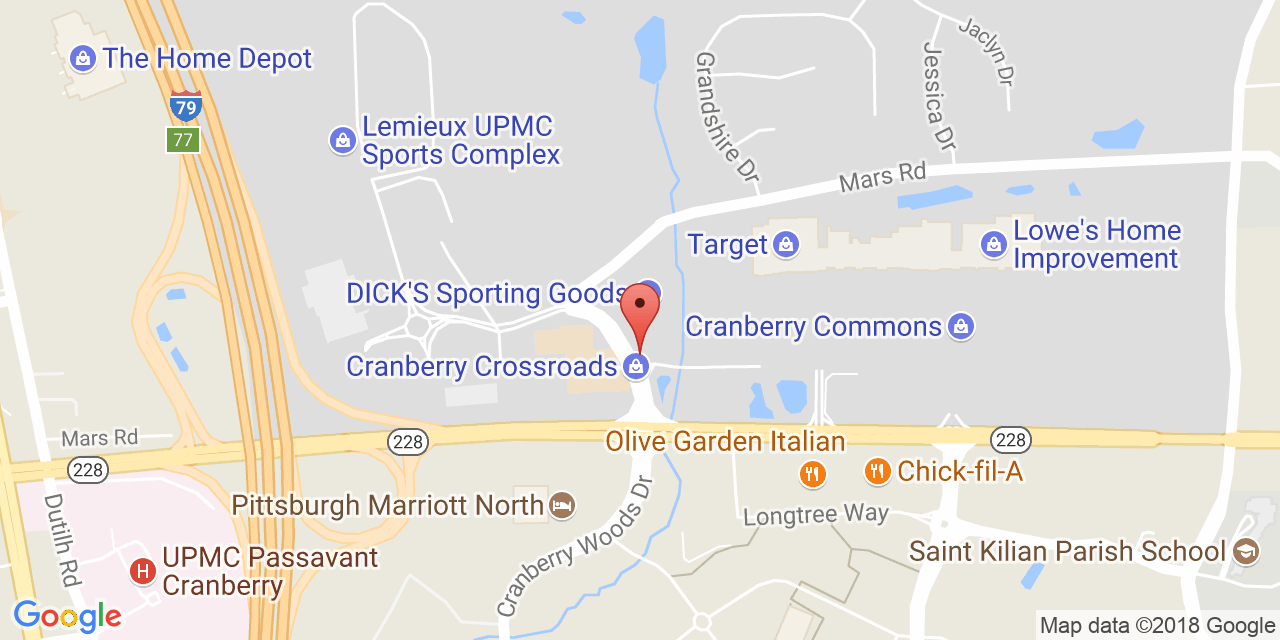 The Home Depot
79
77
Lemieux UPMC
Sports Complex
Grandshire Dr
Jessica Dr
Jaclyn Dr
Mars Rd
Target
Lowe's Home
Improvement
DICK'S Sporting Goods
Cranberry Commons
Cranberry Crossroads
Mars Rd
228
228
228
Olive Garden Italian
Chick-fil-A
Pittsburgh Marriott North
Longtree Way
Dutilh Rd
Cranberry Woods Dr
UPMC Passavant
Cranberry
H
Saint Kilian Parish School
Google
Map data ©2018 Google